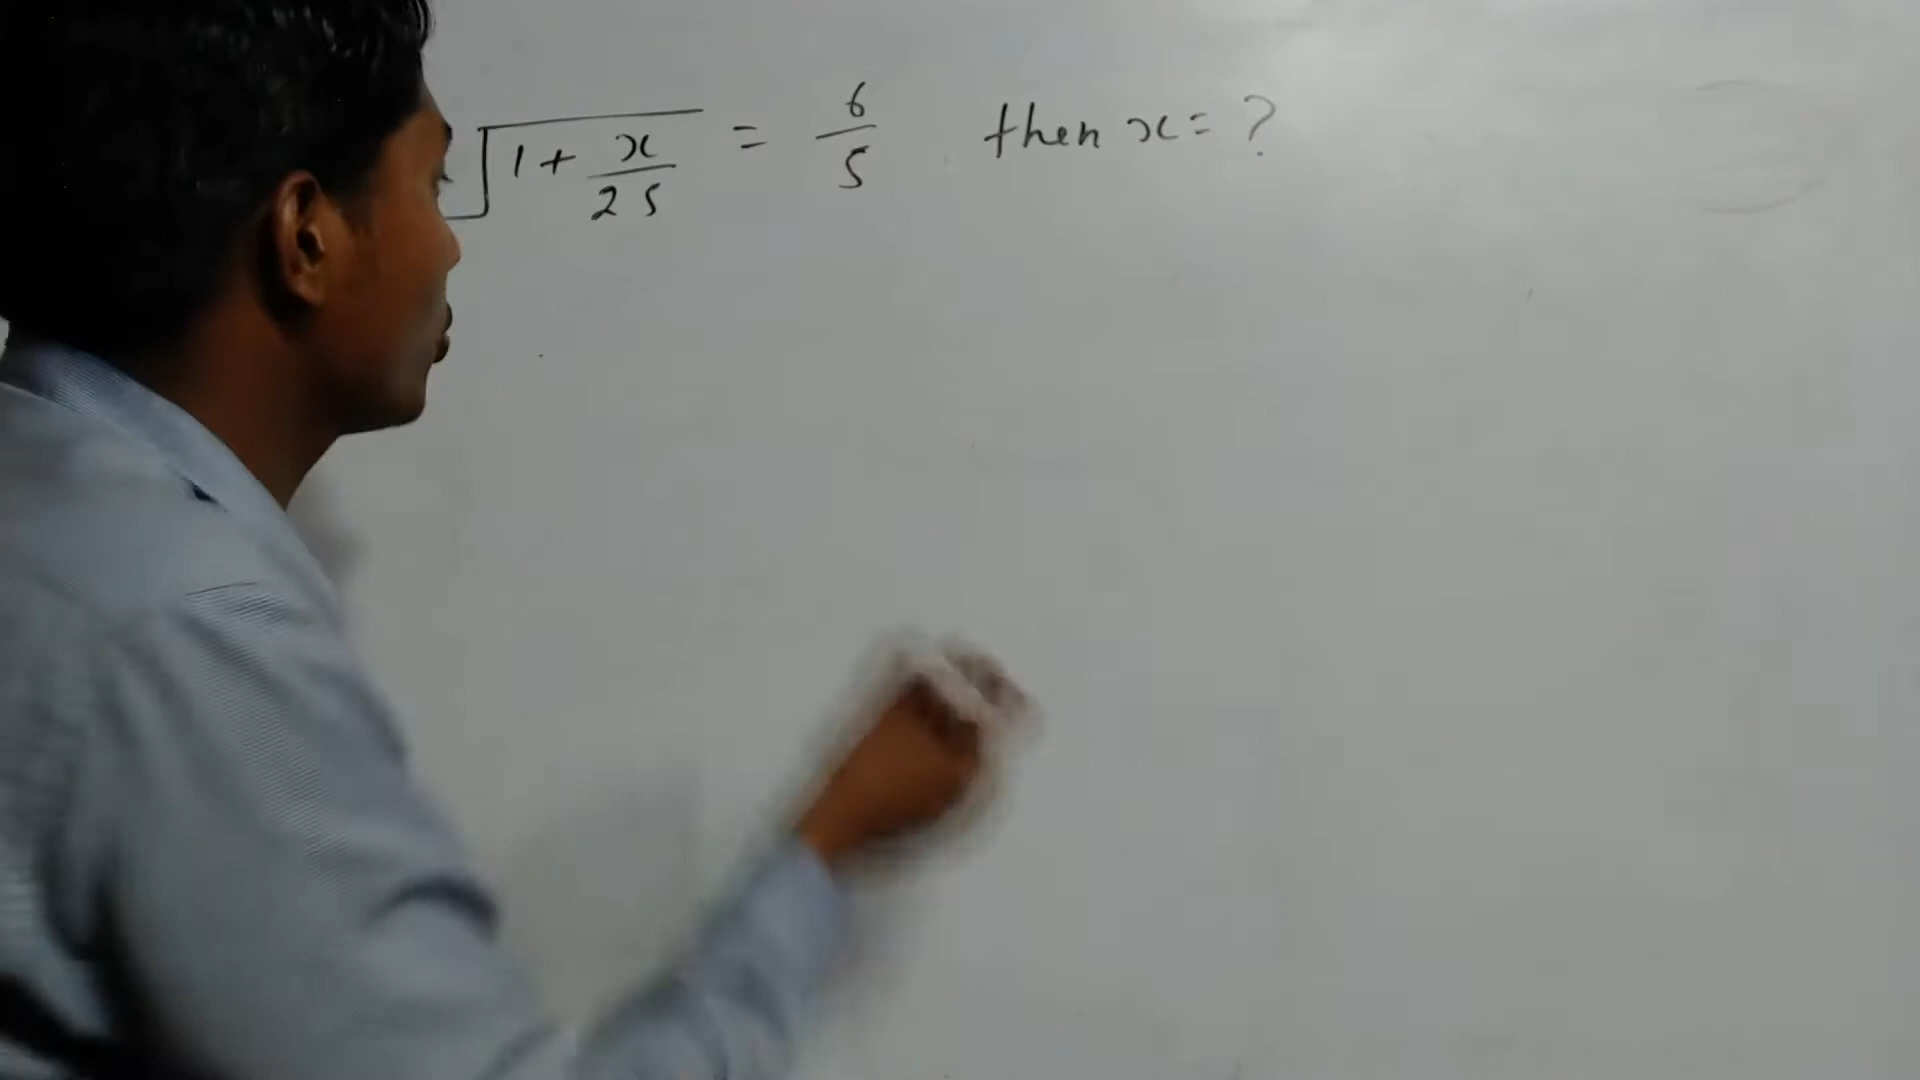 √(1 + x/25) = 6/5 then x = ?